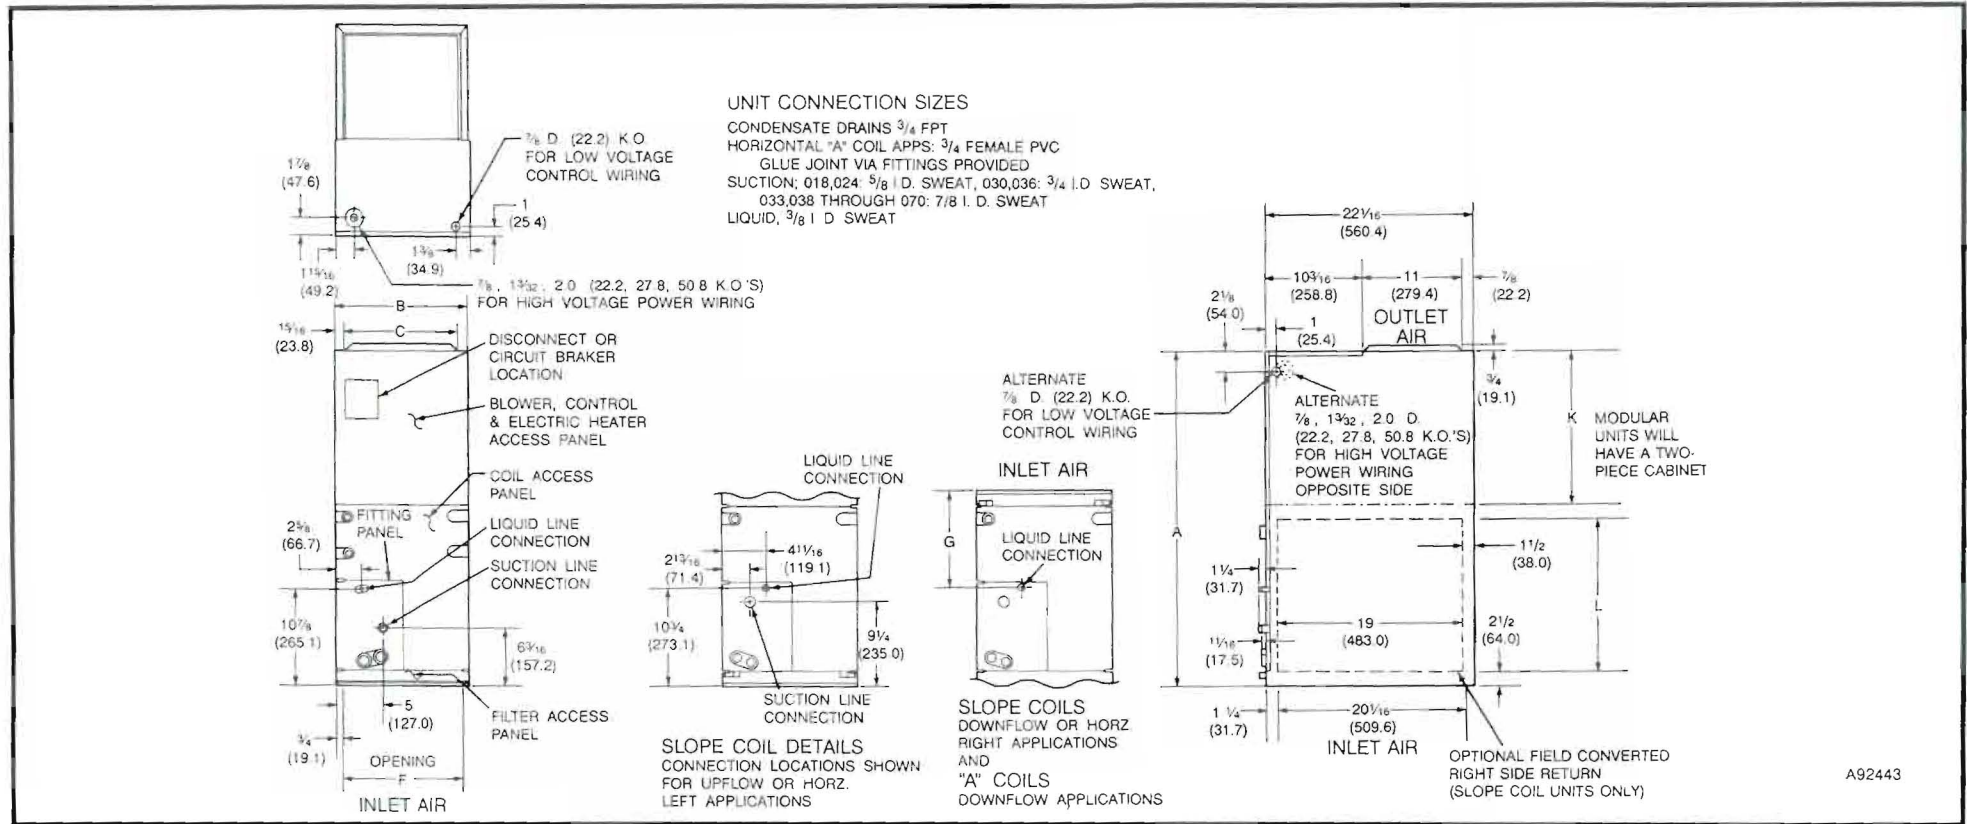 UNIT CONNECTION SIZES
CONDENSATE DRAINS 3/4 FPT
HORIZONTAL "A" COIL APPS: 3/4 FEMALE PVC
GLUE JOINT VIA FITTINGS PROVIDED
SUCTION; 018,024: 5/8 I D. SWEAT, 030,036: 3/4 I.D SWEAT,
033,038 THROUGH 070: 7/8 I. D. SWEAT
LIQUID, 3/8 I D SWEAT
7/8 D. (22.2) K.O.
FOR LOW VOLTAGE
CONTROL WIRING
1 7/8
(47.6)
1
(25 4)
1 3/8
(34.9)
1 15/16
(49.2)
7/8, 1 3/32, 2.0 (22.2, 27.8, 50 8 K.O 'S)
FOR HIGH VOLTAGE POWER WIRING
B
C
15/16
(23.8)
DISCONNECT OR
CIRCUIT BRAKER
LOCATION
BLOWER, CONTROL
& ELECTRIC HEATER
ACCESS PANEL
COIL ACCESS
PANEL
FITTING
PANEL
LIQUID LINE
CONNECTION
SUCTION LINE
CONNECTION
2 5/8
(66.7)
10 7/8
(265.1)
6 3/16
(157.2)
5
(127.0)
FILTER ACCESS
PANEL
3/4
(19.1)
OPENING
F
INLET AIR
LIQUID LINE
CONNECTION
4 11/16
(119.1)
2 13/16
(71.4)
10 3/4
(273.1)
9 1/4
(235.0)
SUCTION LINE
CONNECTION
SLOPE COIL DETAILS
CONNECTION LOCATIONS SHOWN
FOR UPFLOW OR HORZ.
LEFT APPLICATIONS
INLET AIR
G
LIQUID LINE
CONNECTION
SLOPE COILS
DOWNFLOW OR HORZ
RIGHT APPLICATIONS
AND
"A" COILS
DOWNFLOW APPLICATIONS
22 1/16
(560.4)
10 3/16
(258.8)
11
(279.4)
7/8
(22.2)
2 1/8
(54.0)
1
(25.4)
OUTLET
AIR
3/4
(19.1)
ALTERNATE
7/8 D. (22.2) K.O.
FOR LOW VOLTAGE
CONTROL WIRING
ALTERNATE
7/8, 1 3/32, 2.0 D.
(22.2, 27.8, 50.8 K.O.'S)
FOR HIGH VOLTAGE
POWER WIRING
OPPOSITE SIDE
K
MODULAR
UNITS WILL
HAVE A TWO-
PIECE CABINET
A
1 1/2
(38.0)
1 1/4
(31.7)
L
19
(483.0)
2 1/2
(64.0)
11/16
(17.5)
1 1/4
(31.7)
20 1/16
(509.6)
INLET AIR
OPTIONAL FIELD CONVERTED
RIGHT SIDE RETURN
(SLOPE COIL UNITS ONLY)
A92443